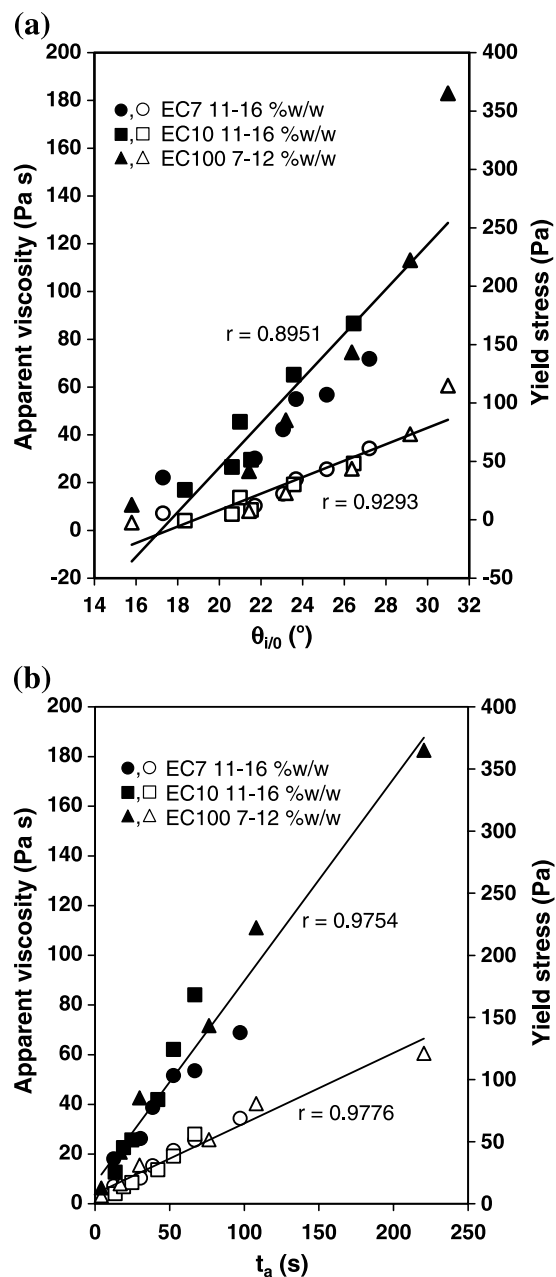 (a)
200
180
160
140
120
100
80
60
40
20
0
-20
Apparent viscosity (Pa s)
400
350
300
250
200
150
100
50
0
-50
Yield stress (Pa)
●,○ EC7 11-16 %w/w
■,□ EC10 11-16 %w/w
▲,△ EC100 7-12 %w/w
r = 0.8951
r = 0.9293
14 16 18 20 22 24 26 28 30 32 34
θi/0 (°)
(b)
200
180
160
140
120
100
80
60
40
20
0
Apparent viscosity (Pa s)
400
350
300
250
200
150
100
50
0
Yield stress (Pa)
●,○ EC7 11-16 %w/w
■,□ EC10 11-16 %w/w
▲,△ EC100 7-12 %w/w
r = 0.9754
r = 0.9776
0 50 100 150 200 250
ta (s)